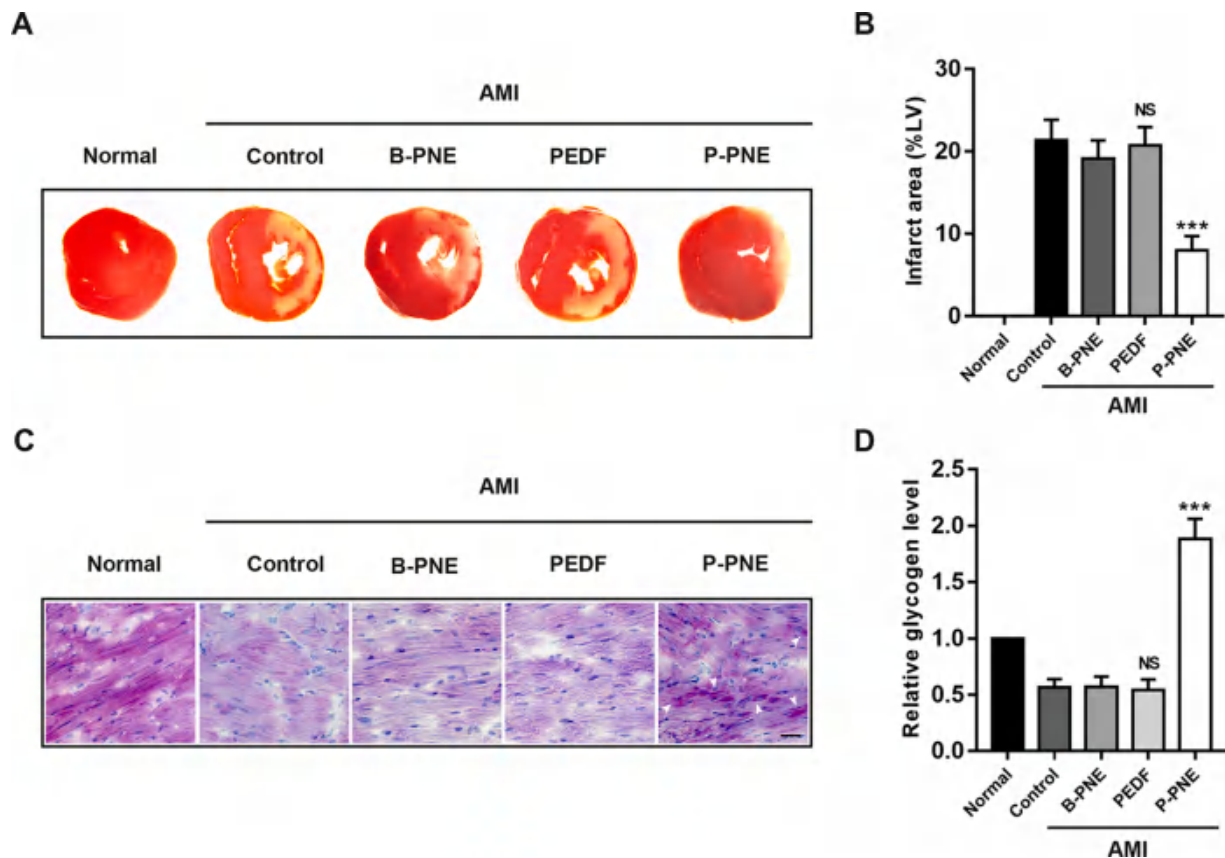 A
AMI
Normal Control B-PNE PEDF P-PNE
B
Infarct area (%LV)
30
20
10
0
NS
***
Normal Control B-PNE PEDF P-PNE
AMI
C
AMI
Normal Control B-PNE PEDF P-PNE
D
Relative glycogen level
2.5
2.0
1.5
1.0
0.5
0.0
NS
***
Normal Control B-PNE PEDF P-PNE
AMI